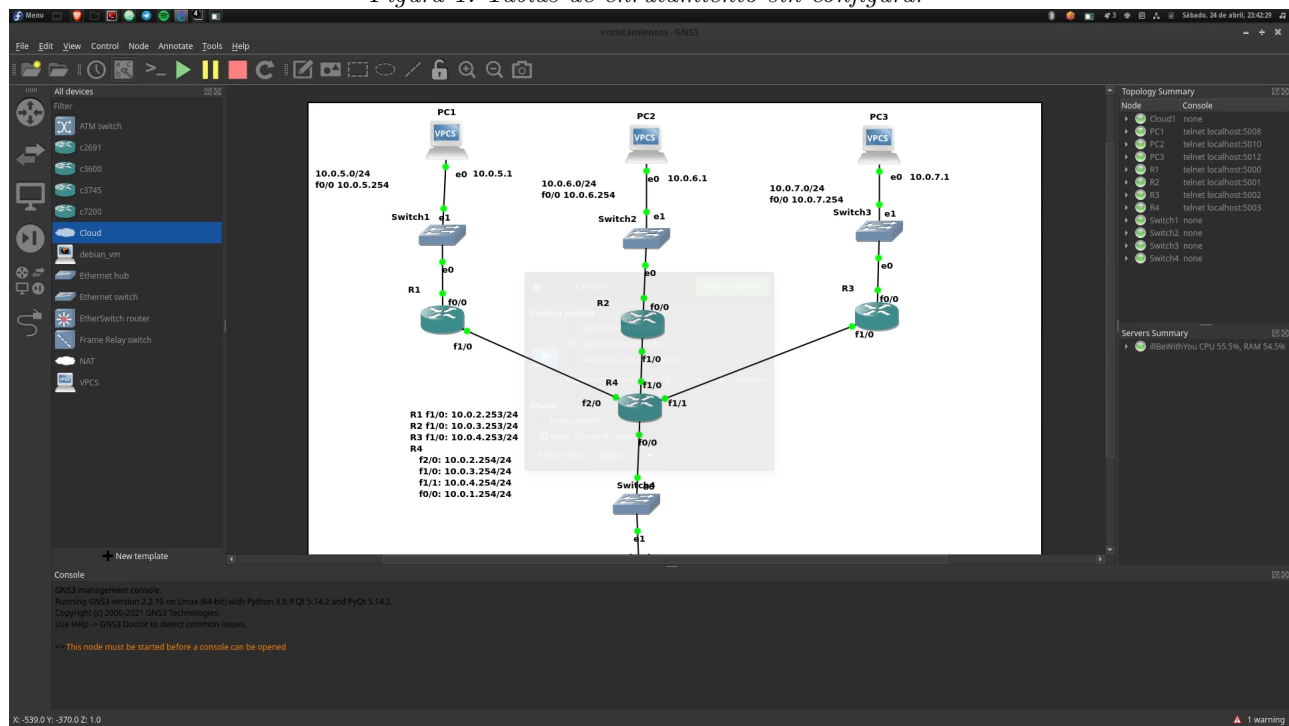 Figura 1: Tablas de enrutamiento sin configurar
Menu
Sábado, 24 de abril, 23:42:29
enrutamientos - GNS3
File Edit View Control Node Annotate Tools Help
All devices
Filter
ATM switch
c2691
c3600
c3745
c7200
Cloud
debian_vm
Ethernet hub
Ethernet switch
EtherSwitch router
Frame Relay switch
NAT
VPCS
New template
PC1
VPCS
e0 10.0.5.1
10.0.5.0/24
f0/0 10.0.5.254
Switch1 e1
e0
R1
f0/0
f1/0
PC2
VPCS
e0 10.0.6.1
10.0.6.0/24
f0/0 10.0.6.254
Switch2 e1
e0
R2
f0/0
f1/0
PC3
VPCS
e0 10.0.7.1
10.0.7.0/24
f0/0 10.0.7.254
Switch3 e1
e0
R3
f0/0
f1/0
R4
f1/0
f2/0
f1/1
f0/0
Switch4
e0
e1
R1 f1/0: 10.0.2.253/24
R2 f1/0: 10.0.3.253/24
R3 f1/0: 10.0.4.253/24
R4
f2/0: 10.0.2.254/24
f1/0: 10.0.3.254/24
f1/1: 10.0.4.254/24
f0/0: 10.0.1.254/24
Topology Summary
Node Console
Cloud1 none
PC1 telnet localhost:5008
PC2 telnet localhost:5010
PC3 telnet localhost:5012
R1 telnet localhost:5000
R2 telnet localhost:5001
R3 telnet localhost:5002
R4 telnet localhost:5003
Switch1 none
Switch2 none
Switch3 none
Switch4 none
Servers Summary
illBeWithYou CPU 55.5%, RAM 54.5%
Console
GNS3 management console.
Running GNS3 version 2.2.10 on Linux (64-bit) with Python 3.8.9 Qt 5.14.2 and PyQt 5.14.2.
Copyright (c) 2006-2021 GNS3 Technologies.
Use Help -> GNS3 Doctor to detect common issues.
=> This node must be started before a console can be opened
X: -539.0 Y: -370.0 Z: 1.0
1 warning